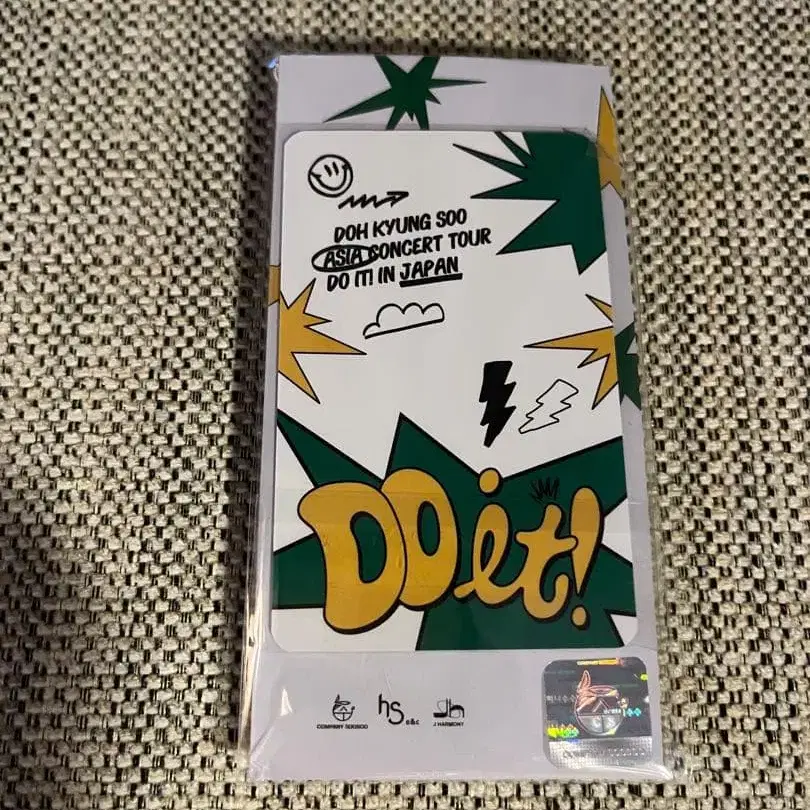 DOH KYUNG SOO
ASIA CONCERT TOUR
DO IT! IN JAPAN
DO it!
hs e&c
COMPANY SOOSOO
J HARMONY